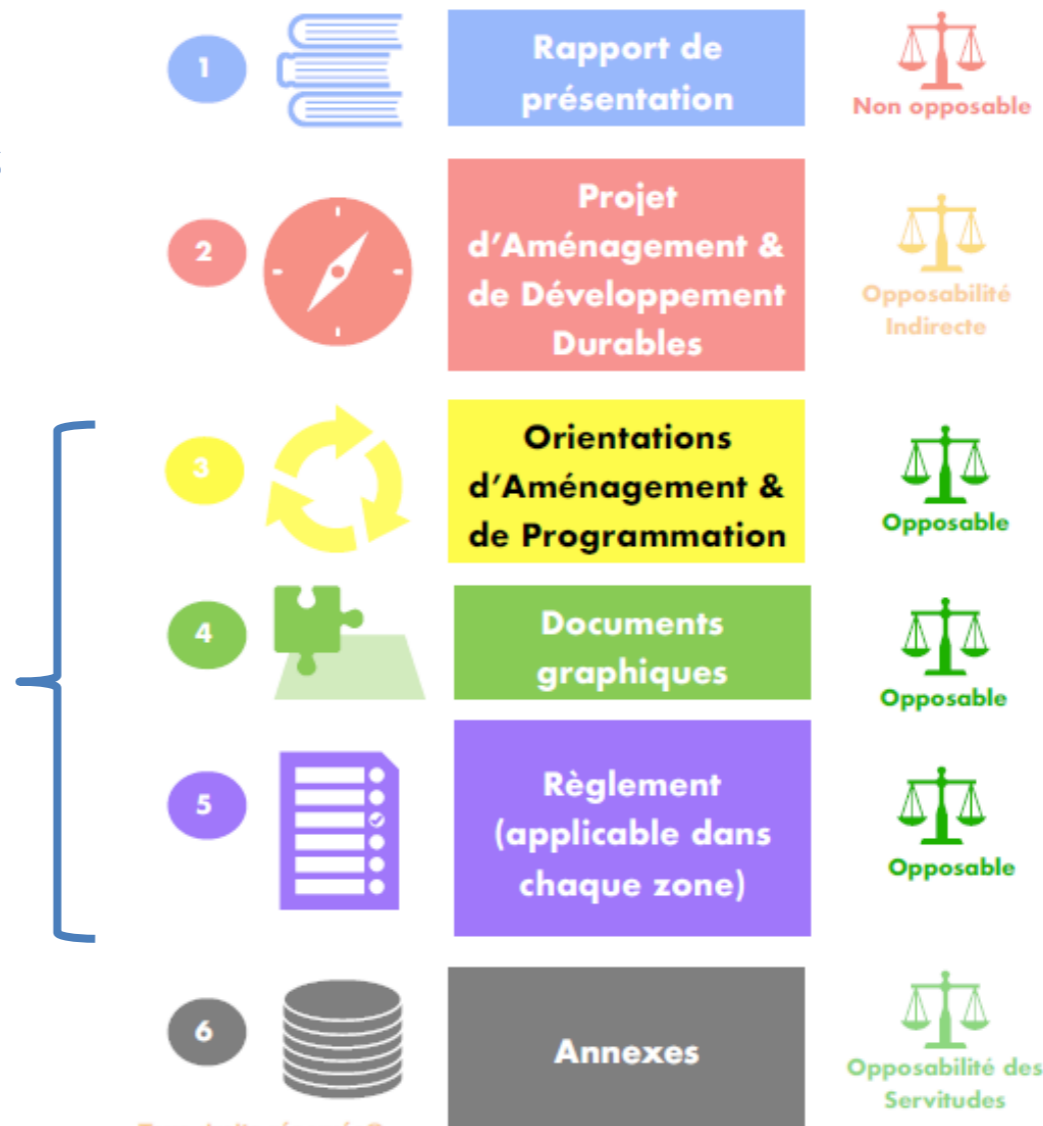 1
Rapport de
présentation
Non opposable
2
Projet
d’Aménagement &
de Développement
Durables
Opposabilité
Indirecte
3
Orientations
d’Aménagement &
de Programmation
Opposable
4
Documents
graphiques
Opposable
5
Règlement
(applicable dans
chaque zone)
Opposable
6
Annexes
Opposabilité des
Servitudes